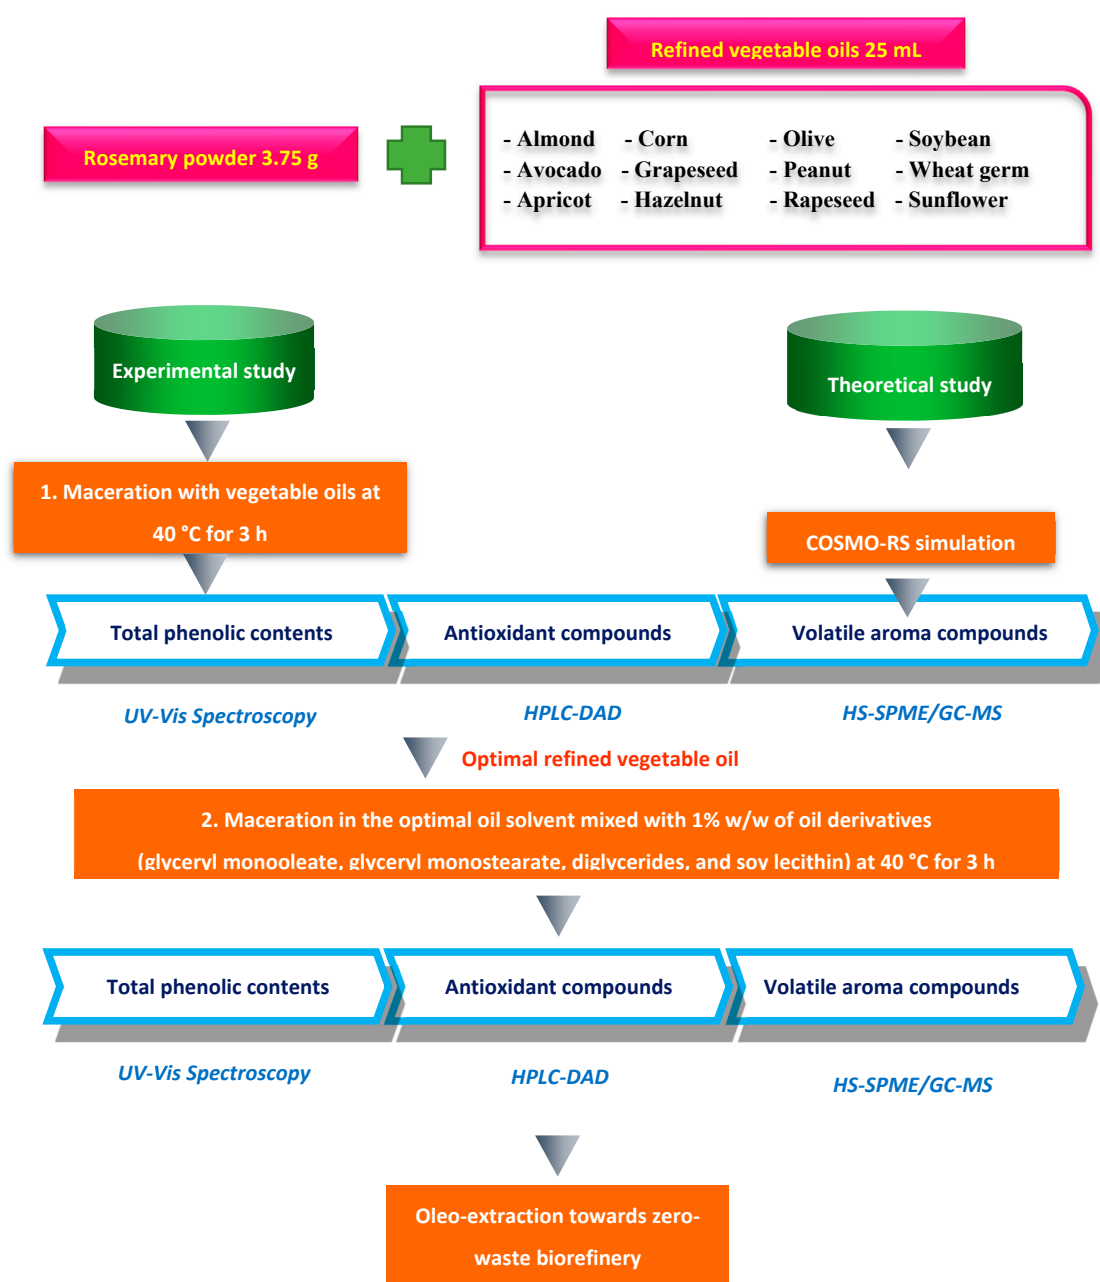 Refined vegetable oils 25 mL
Rosemary powder 3.75 g
- Almond - Corn - Olive - Soybean
- Avocado - Grapeseed - Peanut - Wheat germ
- Apricot - Hazelnut - Rapeseed - Sunflower
Experimental study
Theoretical study
1. Maceration with vegetable oils at
40 °C for 3 h
COSMO-RS simulation
Total phenolic contents
Antioxidant compounds
Volatile aroma compounds
UV-Vis Spectroscopy
HPLC-DAD
HS-SPME/GC-MS
Optimal refined vegetable oil
2. Maceration in the optimal oil solvent mixed with 1% w/w of oil derivatives
(glyceryl monooleate, glyceryl monostearate, diglycerides, and soy lecithin) at 40 °C for 3 h
Total phenolic contents
Antioxidant compounds
Volatile aroma compounds
UV-Vis Spectroscopy
HPLC-DAD
HS-SPME/GC-MS
Oleo-extraction towards zero-
waste biorefinery